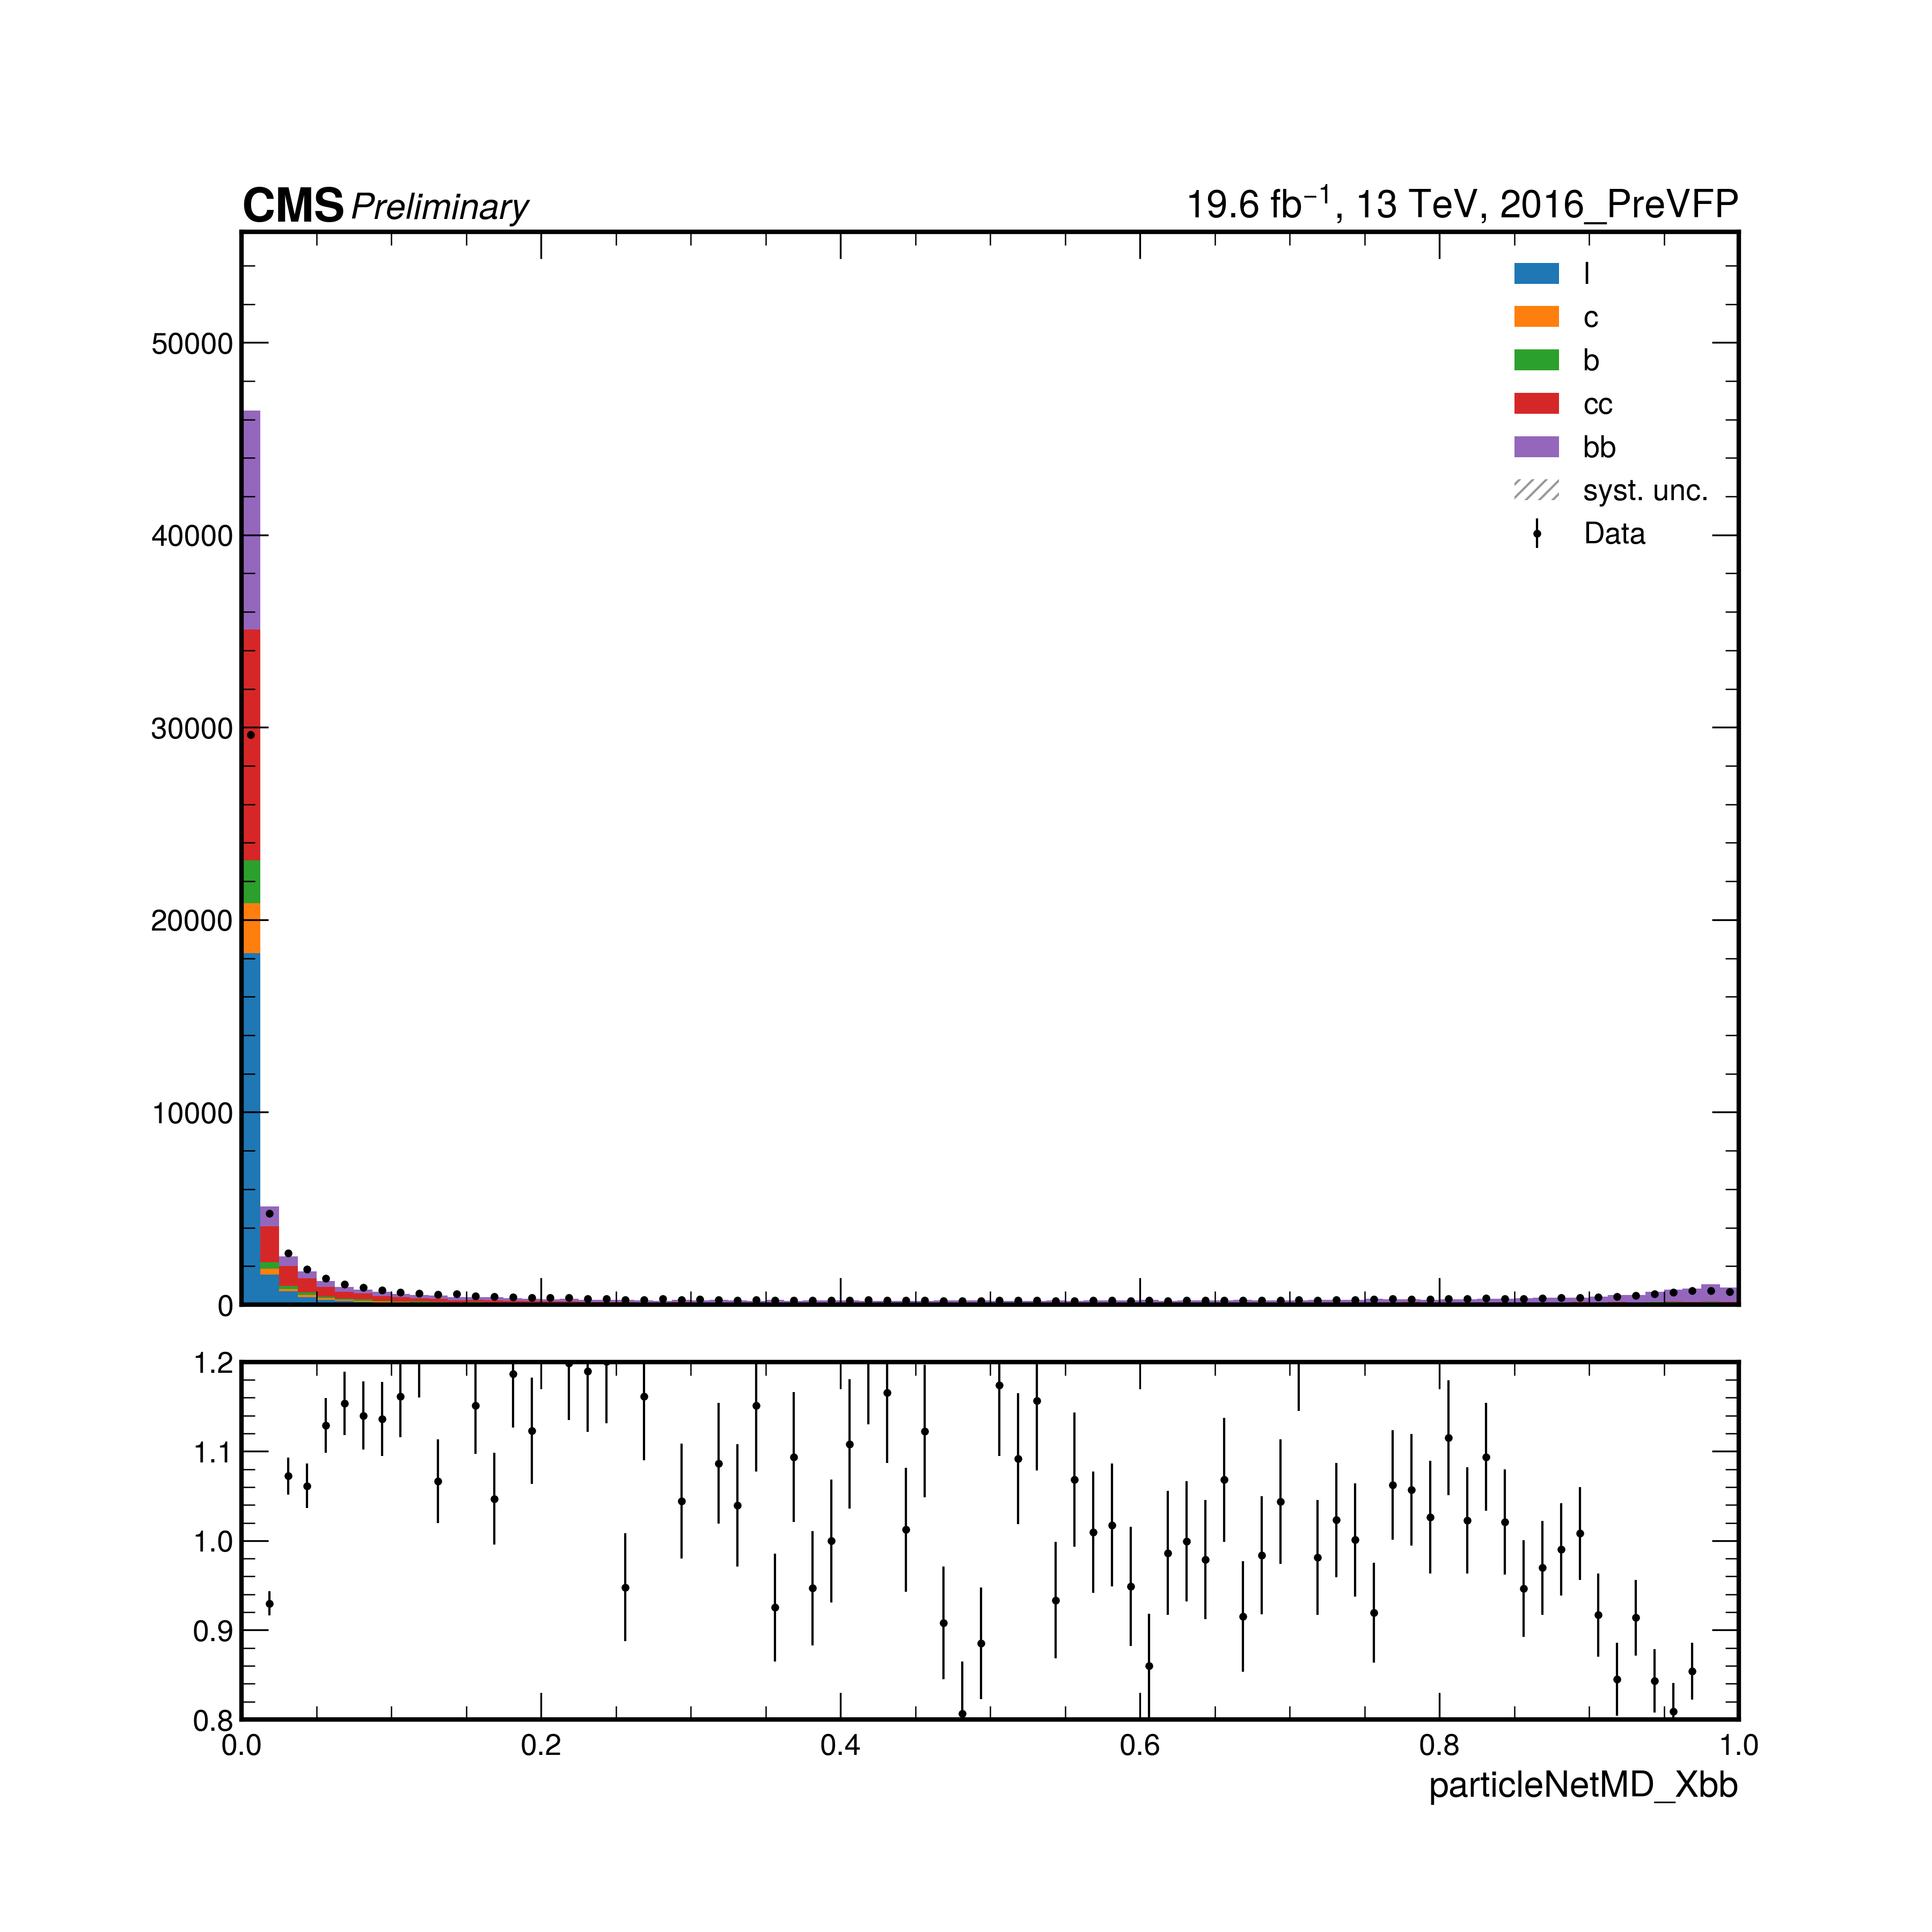 CMS Preliminary 19.6 fb⁻¹, 13 TeV, 2016_PreVFP
l
c
b
cc
bb
syst. unc.
Data
50000
40000
30000
20000
10000
0
1.2
1.1
1.0
0.9
0.8
0.0 0.2 0.4 0.6 0.8 1.0
particleNetMD_Xbb